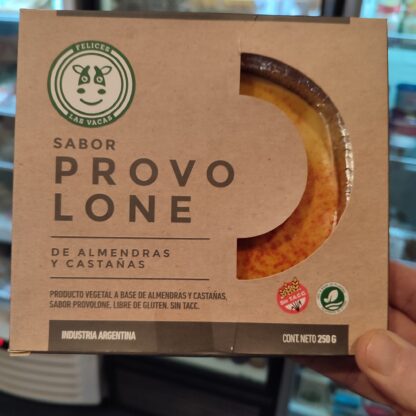 FELICES
LAS VACAS
SABOR
PROVO
LONE
DE ALMENDRAS
Y CASTAÑAS
PRODUCTO VEGETAL A BASE DE ALMENDRAS Y CASTAÑAS,
SABOR PROVOLONE, LIBRE DE GLUTEN. SIN TACC.
Sin T.A.C.C.
INDUSTRIA ARGENTINA
CONT. NETO 250 G